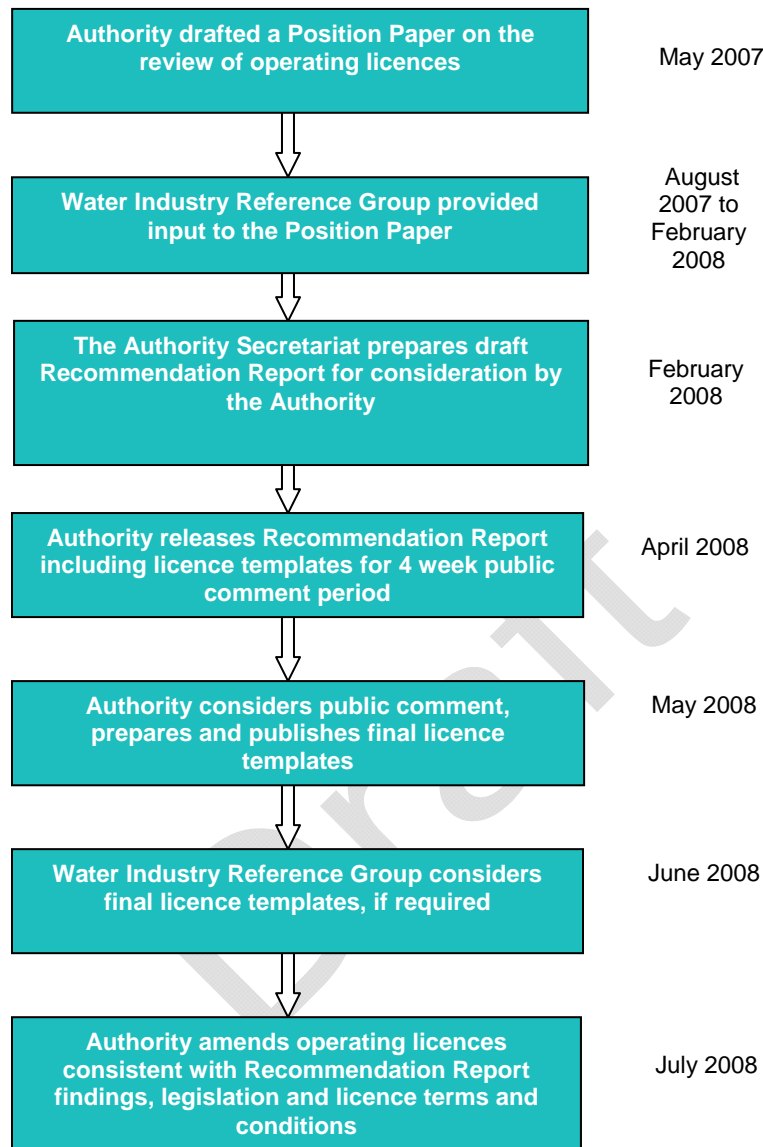 Authority drafted a Position Paper on the
review of operating licences
May 2007
Water Industry Reference Group provided
input to the Position Paper
August
2007 to
February
2008
The Authority Secretariat prepares draft
Recommendation Report for consideration by
the Authority
February
2008
Authority releases Recommendation Report
including licence templates for 4 week public
comment period
April 2008
Authority considers public comment,
prepares and publishes final licence
templates
May 2008
Water Industry Reference Group considers
final licence templates, if required
June 2008
Authority amends operating licences
consistent with Recommendation Report
findings, legislation and licence terms and
conditions
July 2008
Draft